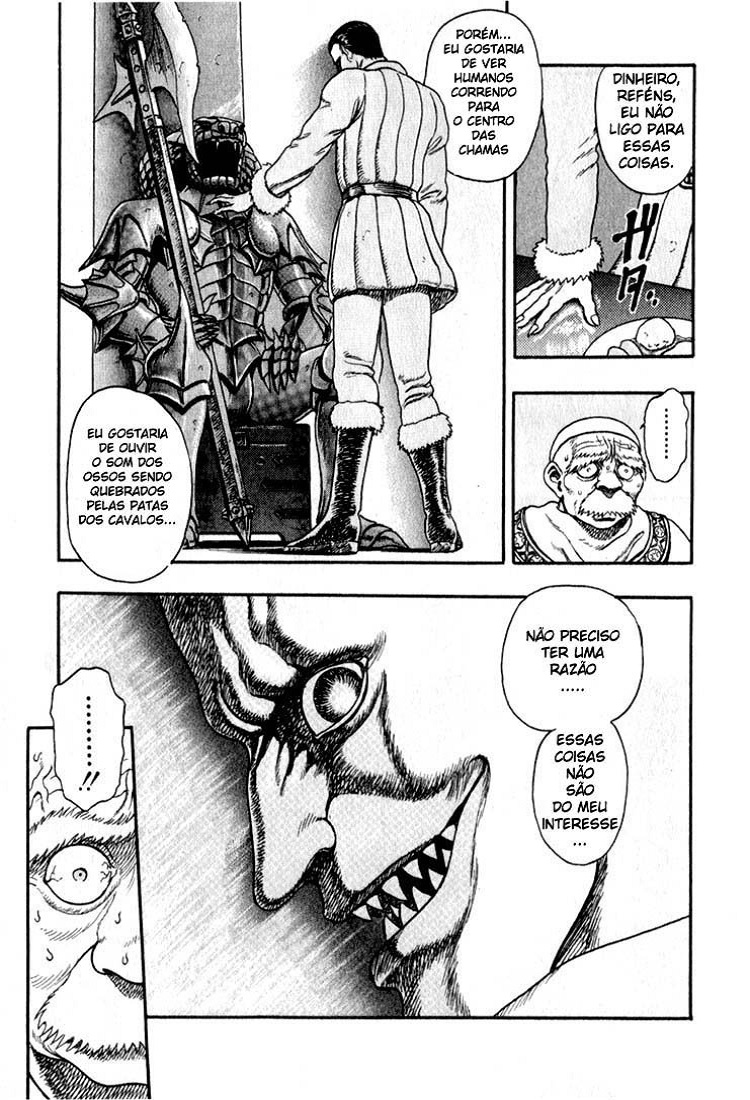 DINHEIRO,
REFÉNS,
EU NÃO
LIGO PARA
ESSAS
COISAS.
ガタ..
........
PORÉM...
EU GOSTARIA
DE VER
HUMANOS
CORRENDO
PARA
O CENTRO
DAS
CHAMAS
EU GOSTARIA
DE OUVIR
O SOM DOS
OSSOS SENDO
QUEBRADOS
PELAS PATAS
DOS CAVALOS...
NÃO PRECISO
TER UMA
RAZÃO
.....
ESSAS
COISAS
NÃO
SÃO
DO MEU
INTERESSE
...
........!!